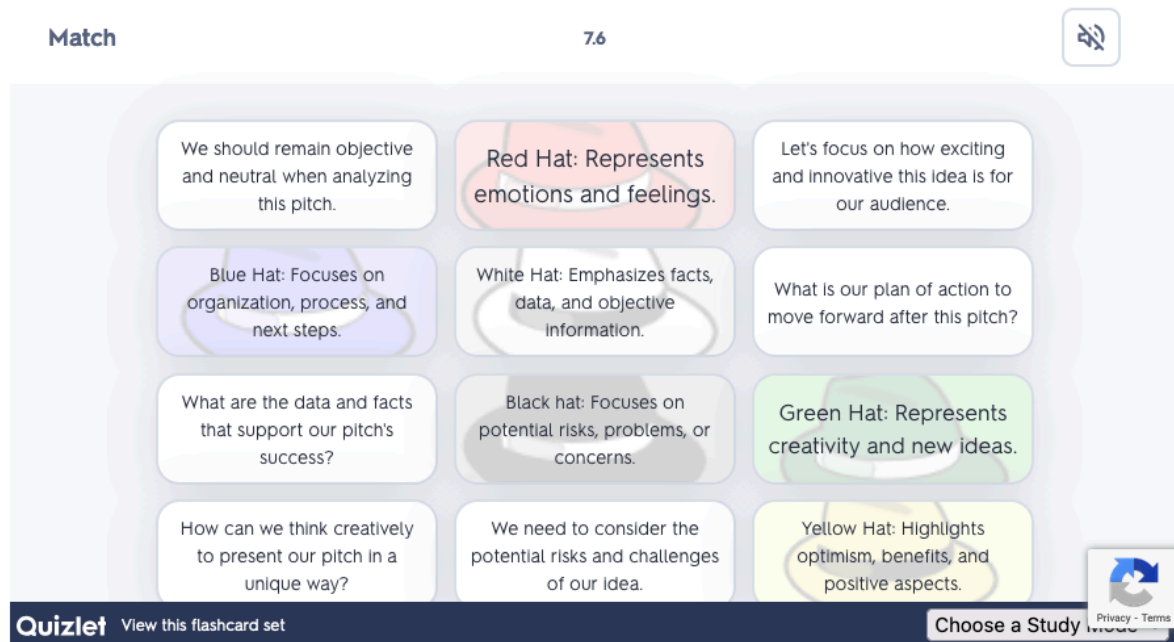 Match
7.6
We should remain objective
and neutral when analyzing
this pitch.
Red Hat: Represents
emotions and feelings.
Let's focus on how exciting
and innovative this idea is for
our audience.
Blue Hat: Focuses on
organization, process, and
next steps.
White Hat: Emphasizes facts,
data, and objective
information.
What is our plan of action to
move forward after this pitch?
What are the data and facts
that support our pitch's
success?
Black hat: Focuses on
potential risks, problems, or
concerns.
Green Hat: Represents
creativity and new ideas.
How can we think creatively
to present our pitch in a
unique way?
We need to consider the
potential risks and challenges
of our idea.
Yellow Hat: Highlights
optimism, benefits, and
positive aspects.
Quizlet View this flashcard set
Choose a Study Mode
Privacy - Terms